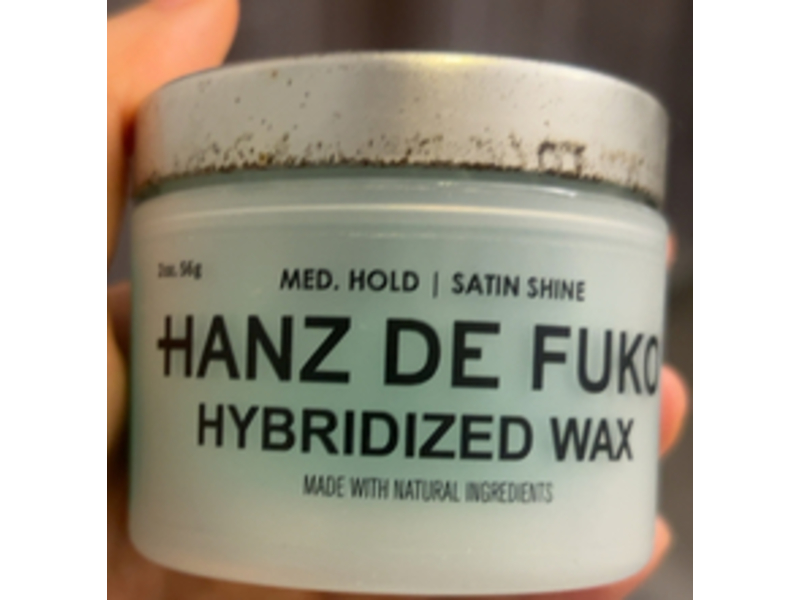 2oz. 56g
MED. HOLD | SATIN SHINE
HANZ DE FUKO
HYBRIDIZED WAX
MADE WITH NATURAL INGREDIENTS